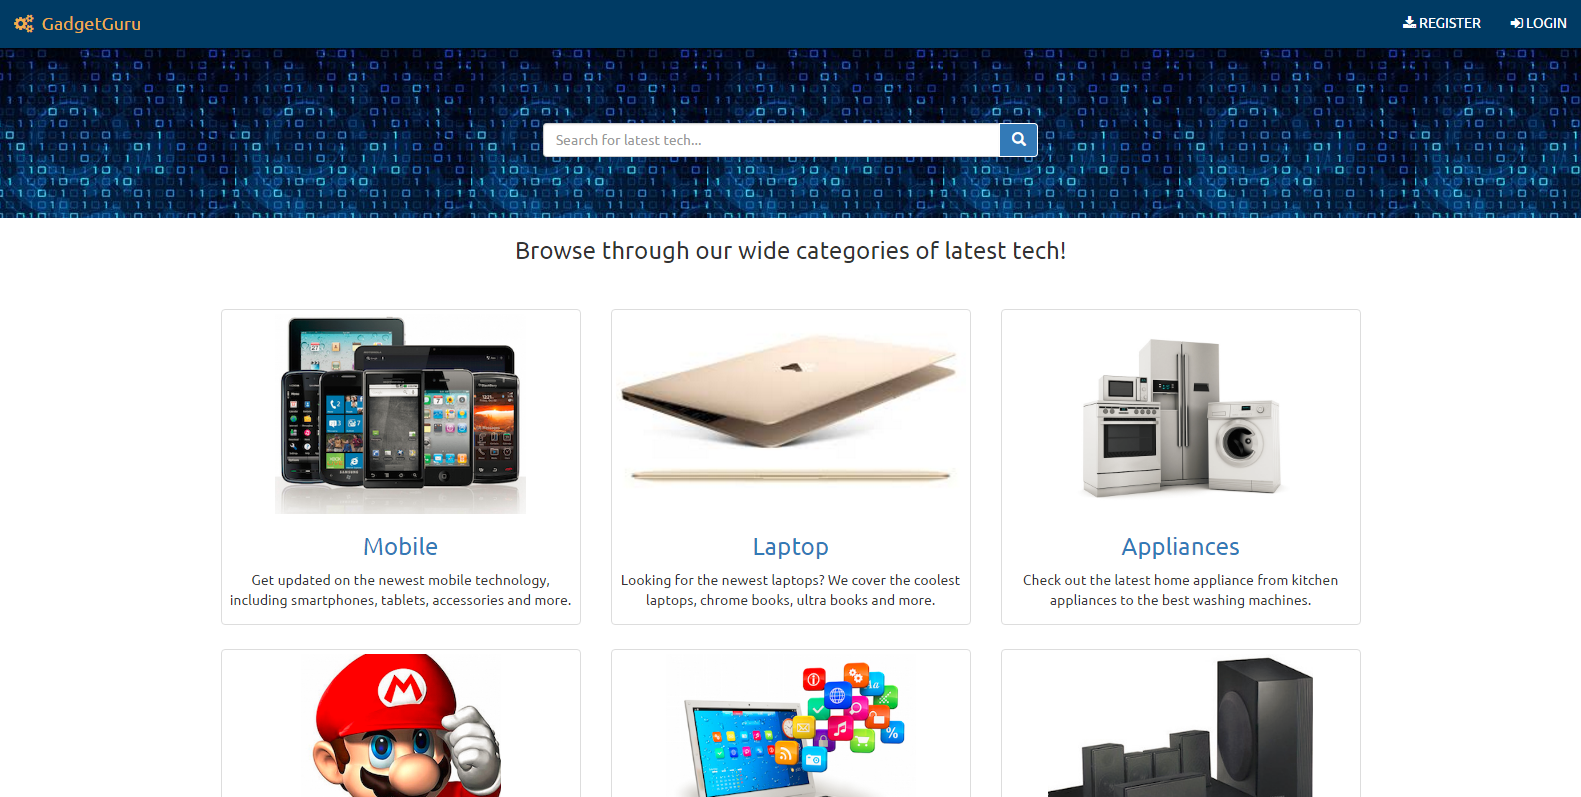 GadgetGuru
REGISTER
LOGIN
Search for latest tech...
Browse through our wide categories of latest tech!
Mobile
Get updated on the newest mobile technology,
including smartphones, tablets, accessories and more.
Laptop
Looking for the newest laptops? We cover the coolest
laptops, chrome books, ultra books and more.
Appliances
Check out the latest home appliance from kitchen
appliances to the best washing machines.
M
Aa
%